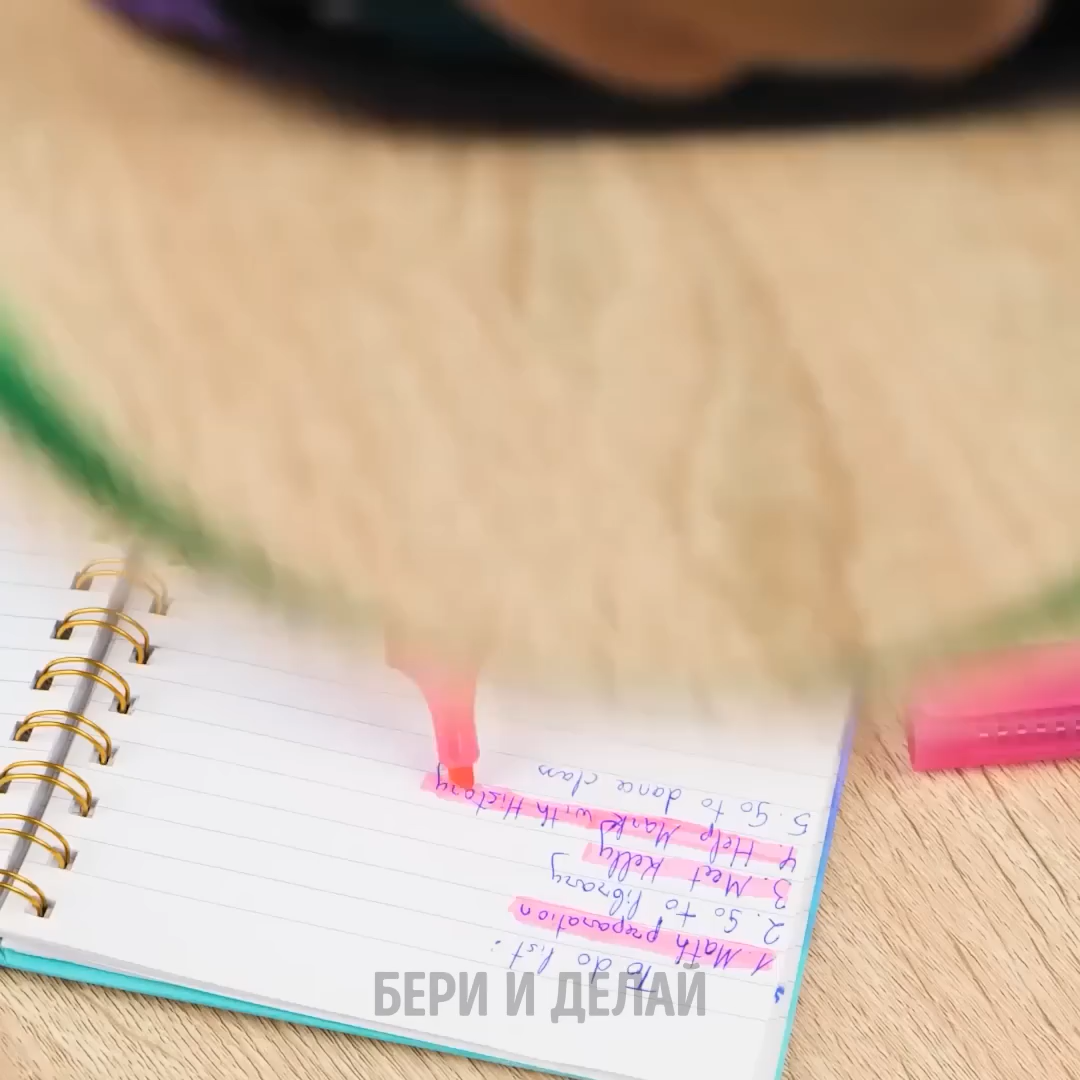 To do list:
1. Math preparation
2. Go to library
3. Meet Kelly
4. Help Mark with History
5. Go to dance class
БЕРИ И ДЕЛАЙ